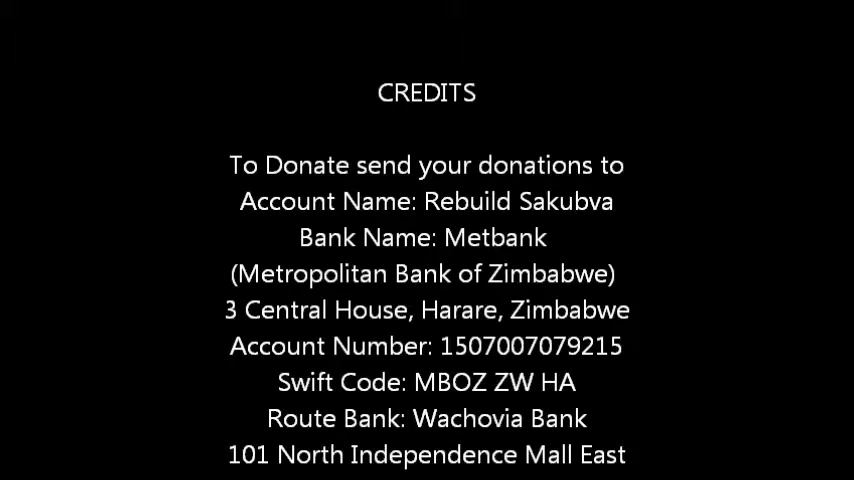 CREDITS
To Donate send your donations to
Account Name: Rebuild Sakubva
Bank Name: Metbank
(Metropolitan Bank of Zimbabwe)
3 Central House, Harare, Zimbabwe
Account Number: 1507007079215
Swift Code: MBOZ ZW HA
Route Bank: Wachovia Bank
101 North Independence Mall East